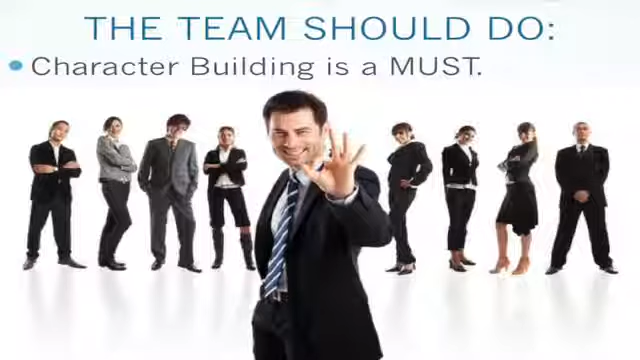 THE TEAM SHOULD DO:
Character Building is a MUST.